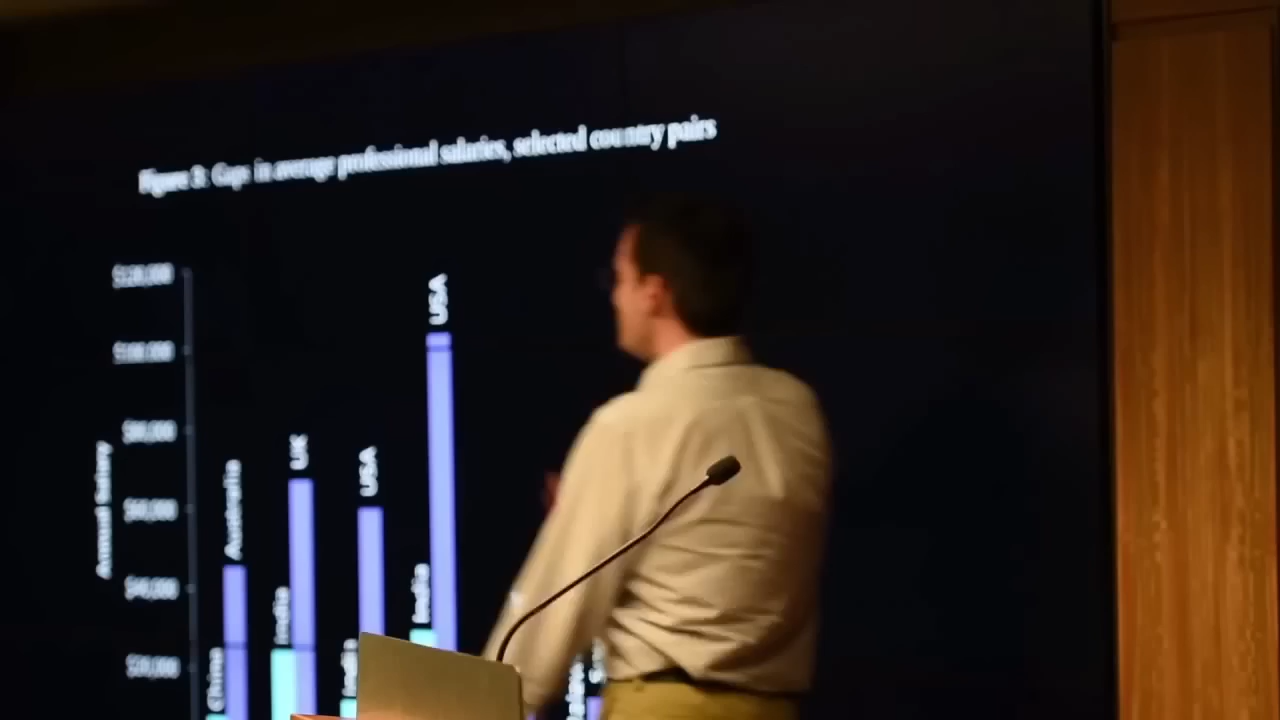 Figure 3: Gaps in average professional salaries, selected country pairs
$120,000
$100,000
$80,000
$60,000
$40,000
$20,000
Annual Salary
China
Australia
India
UK
India
USA
India
USA